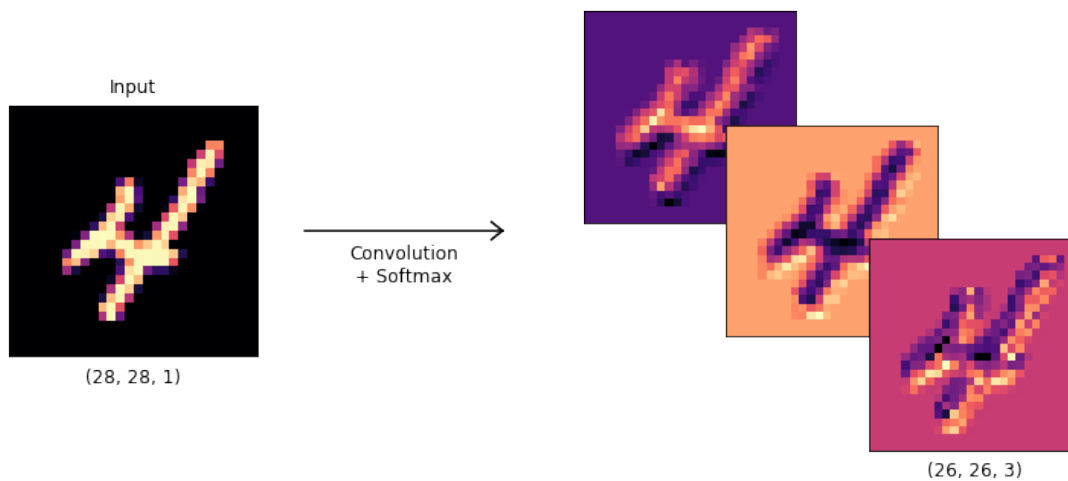 Input
(28, 28, 1)
Convolution
+ Softmax
(26, 26, 3)